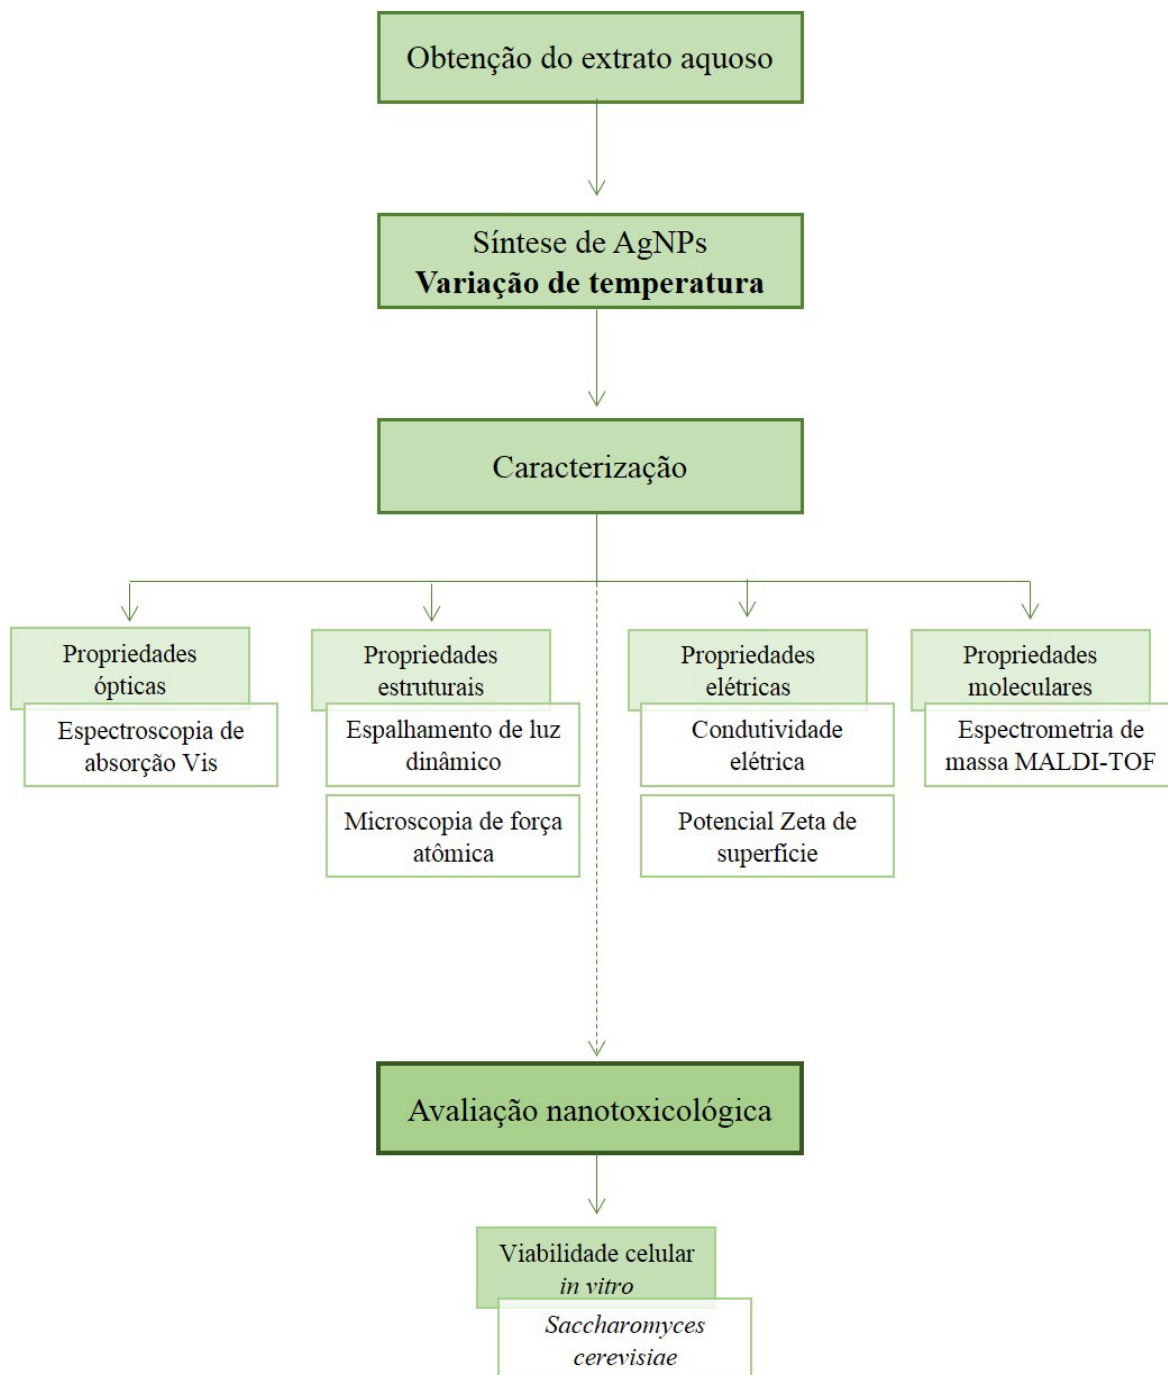 Obtenção do extrato aquoso
Síntese de AgNPs
Variação de temperatura
Caracterização
Propriedades
ópticas
Espectroscopia de
absorção Vis
Propriedades
estruturais
Espalhamento de luz
dinâmico
Microscopia de força
atômica
Propriedades
elétricas
Condutividade
elétrica
Potencial Zeta de
superfície
Propriedades
moleculares
Espectrometria de
massa MALDI-TOF
Avaliação nanotoxicológica
Viabilidade celular
in vitro
Saccharomyces
cerevisiae